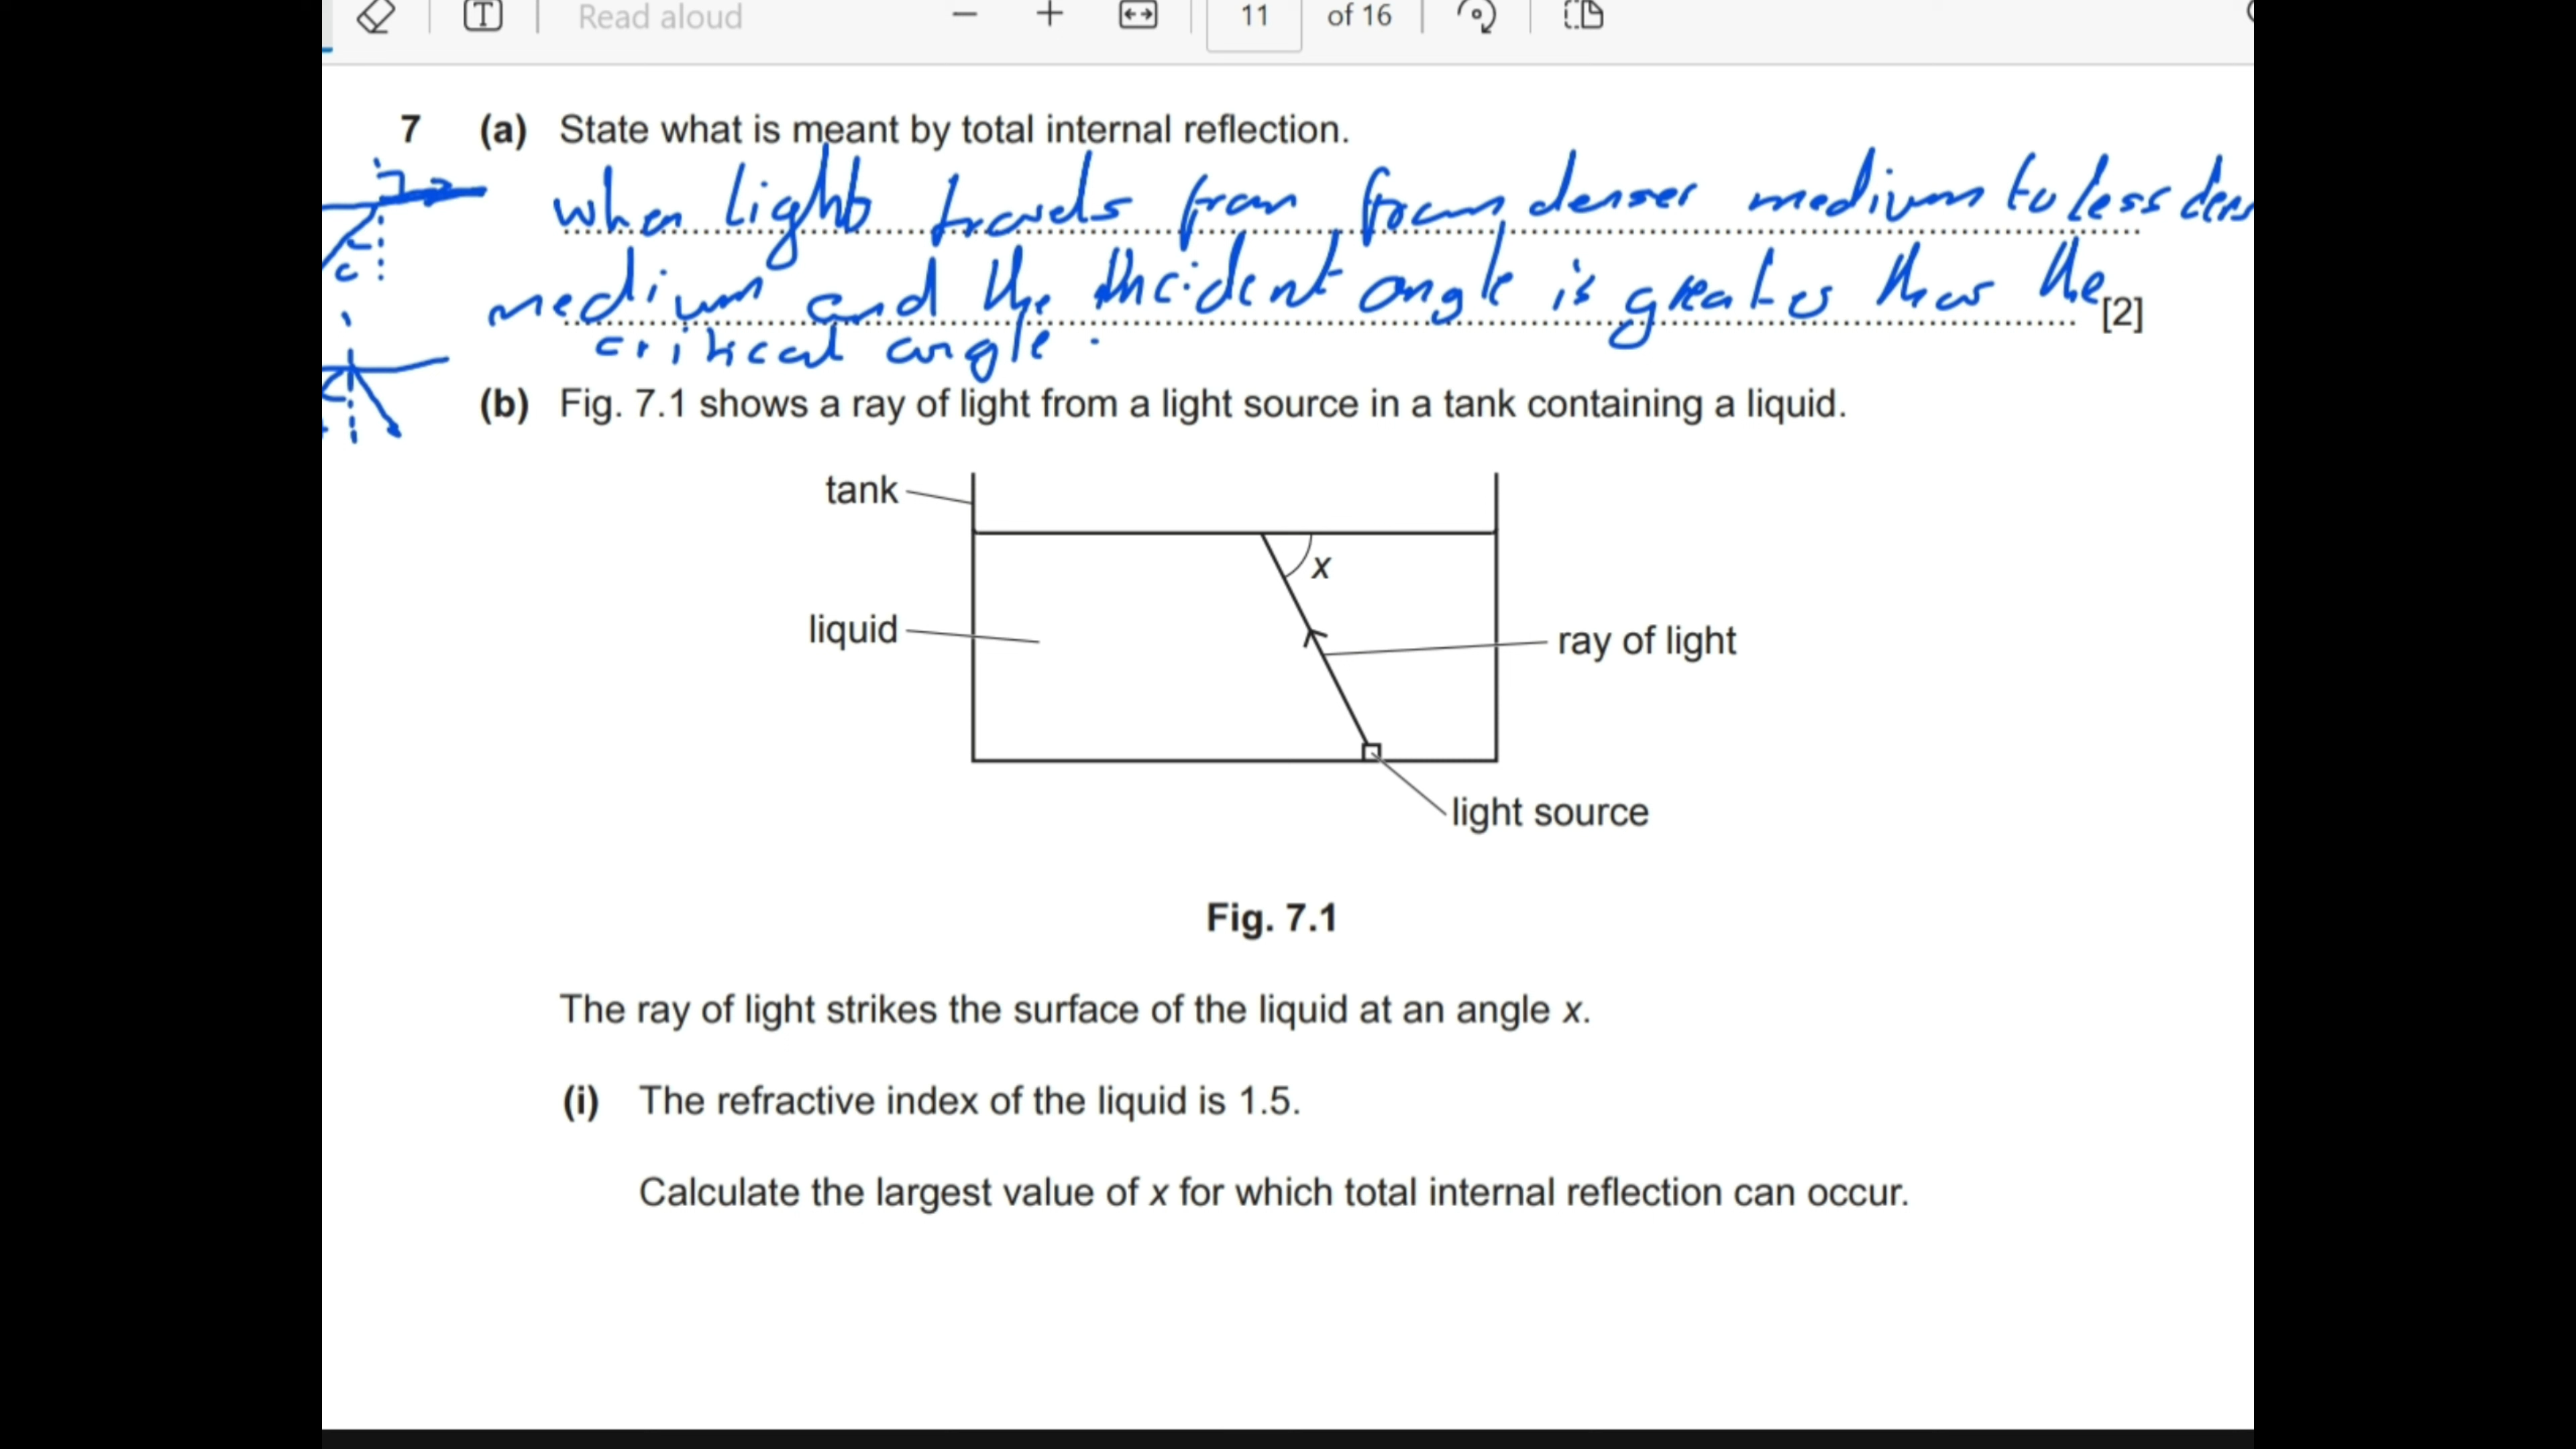 Read aloud
11 of 16
7 (a) State what is meant by total internal reflection.
when light travels from from denser medium to less dens
medium and the incident angle is greater than the [2]
critical angle.
c
(b) Fig. 7.1 shows a ray of light from a light source in a tank containing a liquid.
tank
x
liquid
ray of light
light source
Fig. 7.1
The ray of light strikes the surface of the liquid at an angle x.
(i) The refractive index of the liquid is 1.5.
Calculate the largest value of x for which total internal reflection can occur.